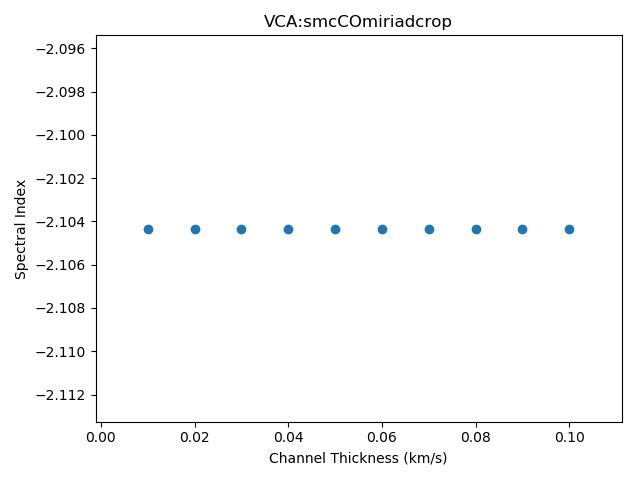 VCA:smcCOmiriadcrop
−2.096
−2.098
−2.100
−2.102
−2.104
−2.106
−2.108
−2.110
−2.112
Spectral Index
0.00 0.02 0.04 0.06 0.08 0.10
Channel Thickness (km/s)